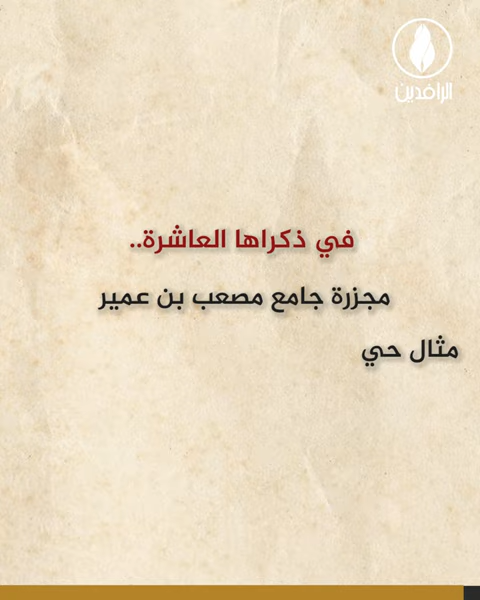 الرافدين
في ذكراها العاشرة..
مجزرة جامع مصعب بن عمير
مثال حي